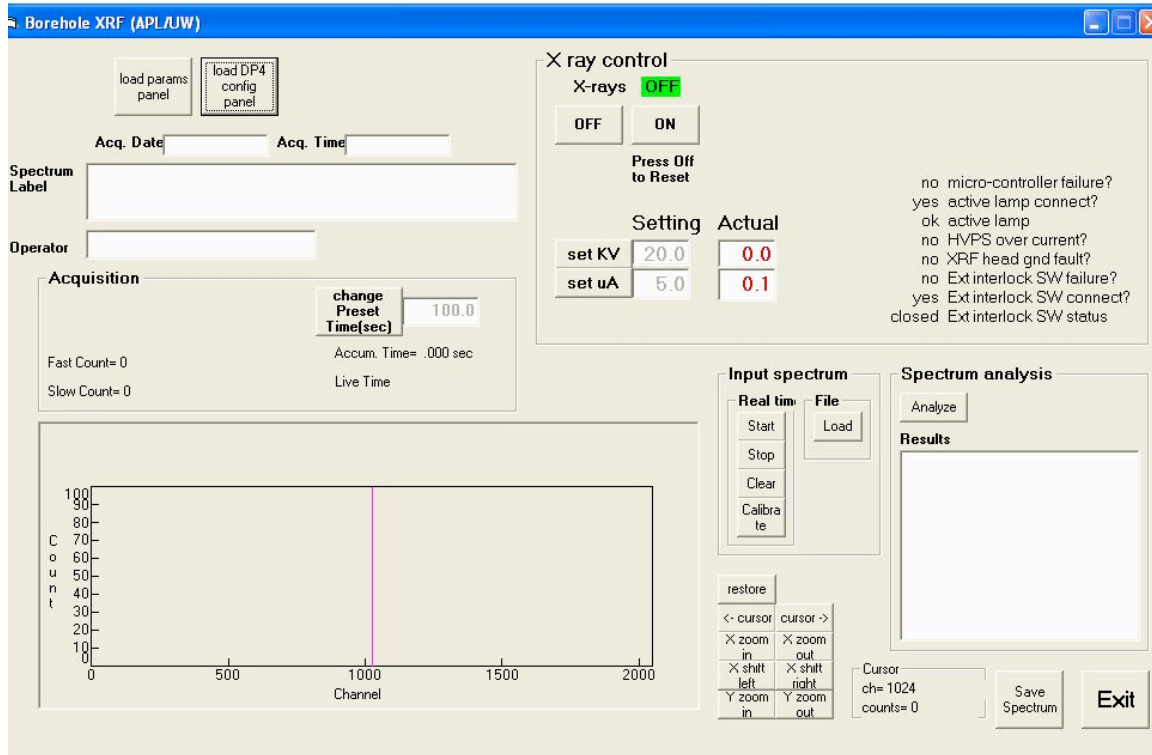 Borehole XRF (APL/UW)
load params
panel
load DP4
config
panel
Acq. Date
Acq. Time
Spectrum
Label
Operator
Acquisition
change
Preset
Time(sec)
100.0
Accum. Time= .000 sec
Fast Count= 0
Live Time
Slow Count= 0
X ray control
X-rays OFF
OFF
ON
Press Off
to Reset
Setting Actual
set KV 20.0 0.0
set uA 5.0 0.1
no micro-controller failure?
yes active lamp connect?
ok active lamp
no HVPS over current?
no XRF head gnd fault?
no Ext interlock SW failure?
yes Ext interlock SW connect?
closed Ext interlock SW status
Input spectrum
Real tim
Start
Stop
Clear
Calibra
te
File
Load
Spectrum analysis
Analyze
Results
Count
100
90
80
70
60
50
40
30
20
10
0
0 500 1000 1500 2000
Channel
restore
<- cursor cursor ->
X zoom
in
X zoom
out
X shift
left
X shift
right
Y zoom
in
Y zoom
out
Cursor
ch= 1024
counts= 0
Save
Spectrum
Exit